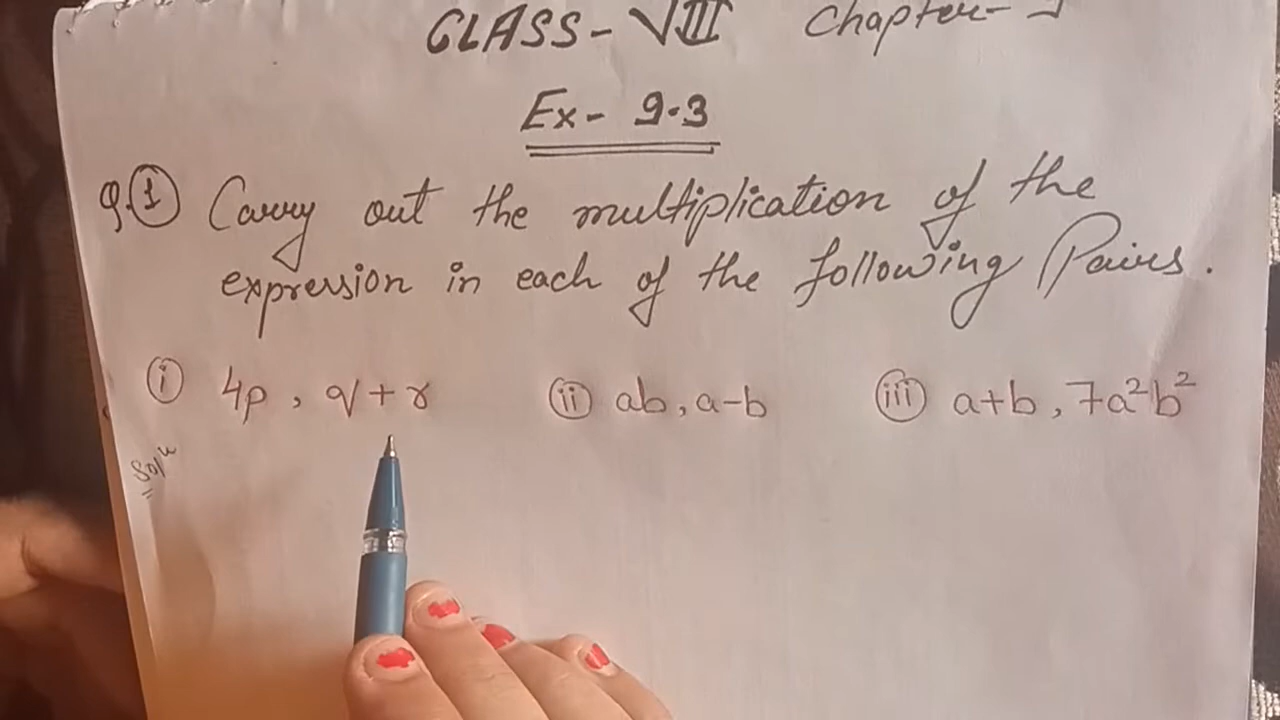 CLASS- VIII Chapter-
Ex- 9.3
Q.① Carry out the multiplication of the
expression in each of the following Pairs.
(i) 4p, q+r (ii) ab, a-b (iii) a+b, 7a²b²
Solⁿ